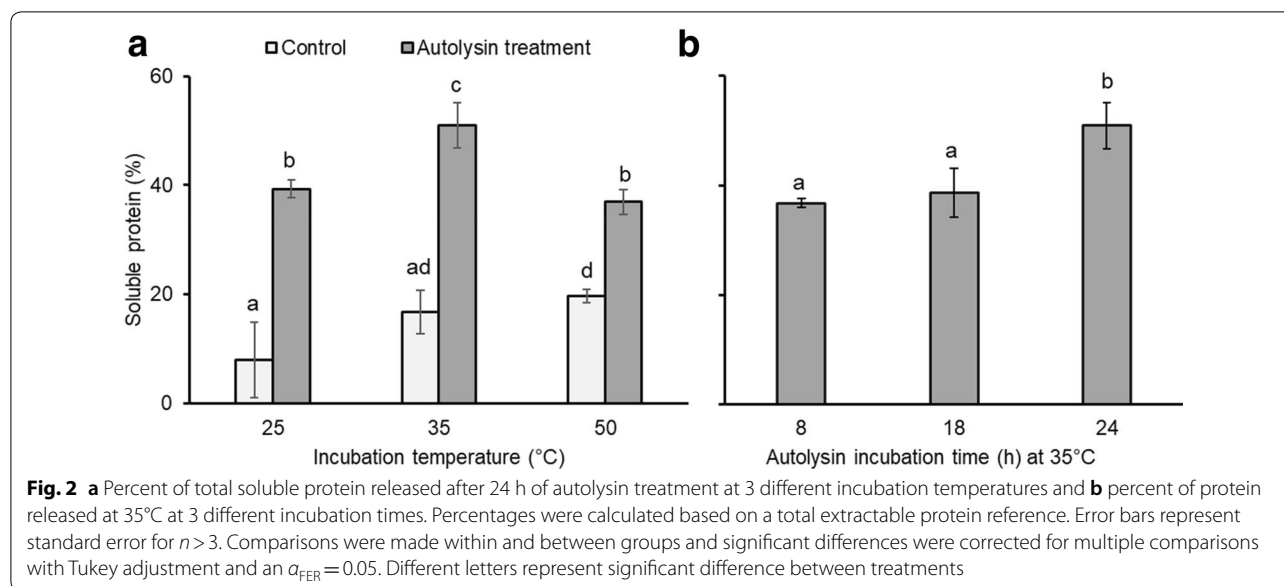 a b
Control Autolysin treatment
60
40
20
0
Soluble protein (%)
a b ad c d b
25 35 50
Incubation temperature (°C)
a a b
8 18 24
Autolysin incubation time (h) at 35°C
Fig. 2 a Percent of total soluble protein released after 24 h of autolysin treatment at 3 different incubation temperatures and b percent of protein
released at 35°C at 3 different incubation times. Percentages were calculated based on a total extractable protein reference. Error bars represent
standard error for n > 3. Comparisons were made within and between groups and significant differences were corrected for multiple comparisons
with Tukey adjustment and an αFER = 0.05. Different letters represent significant difference between treatments